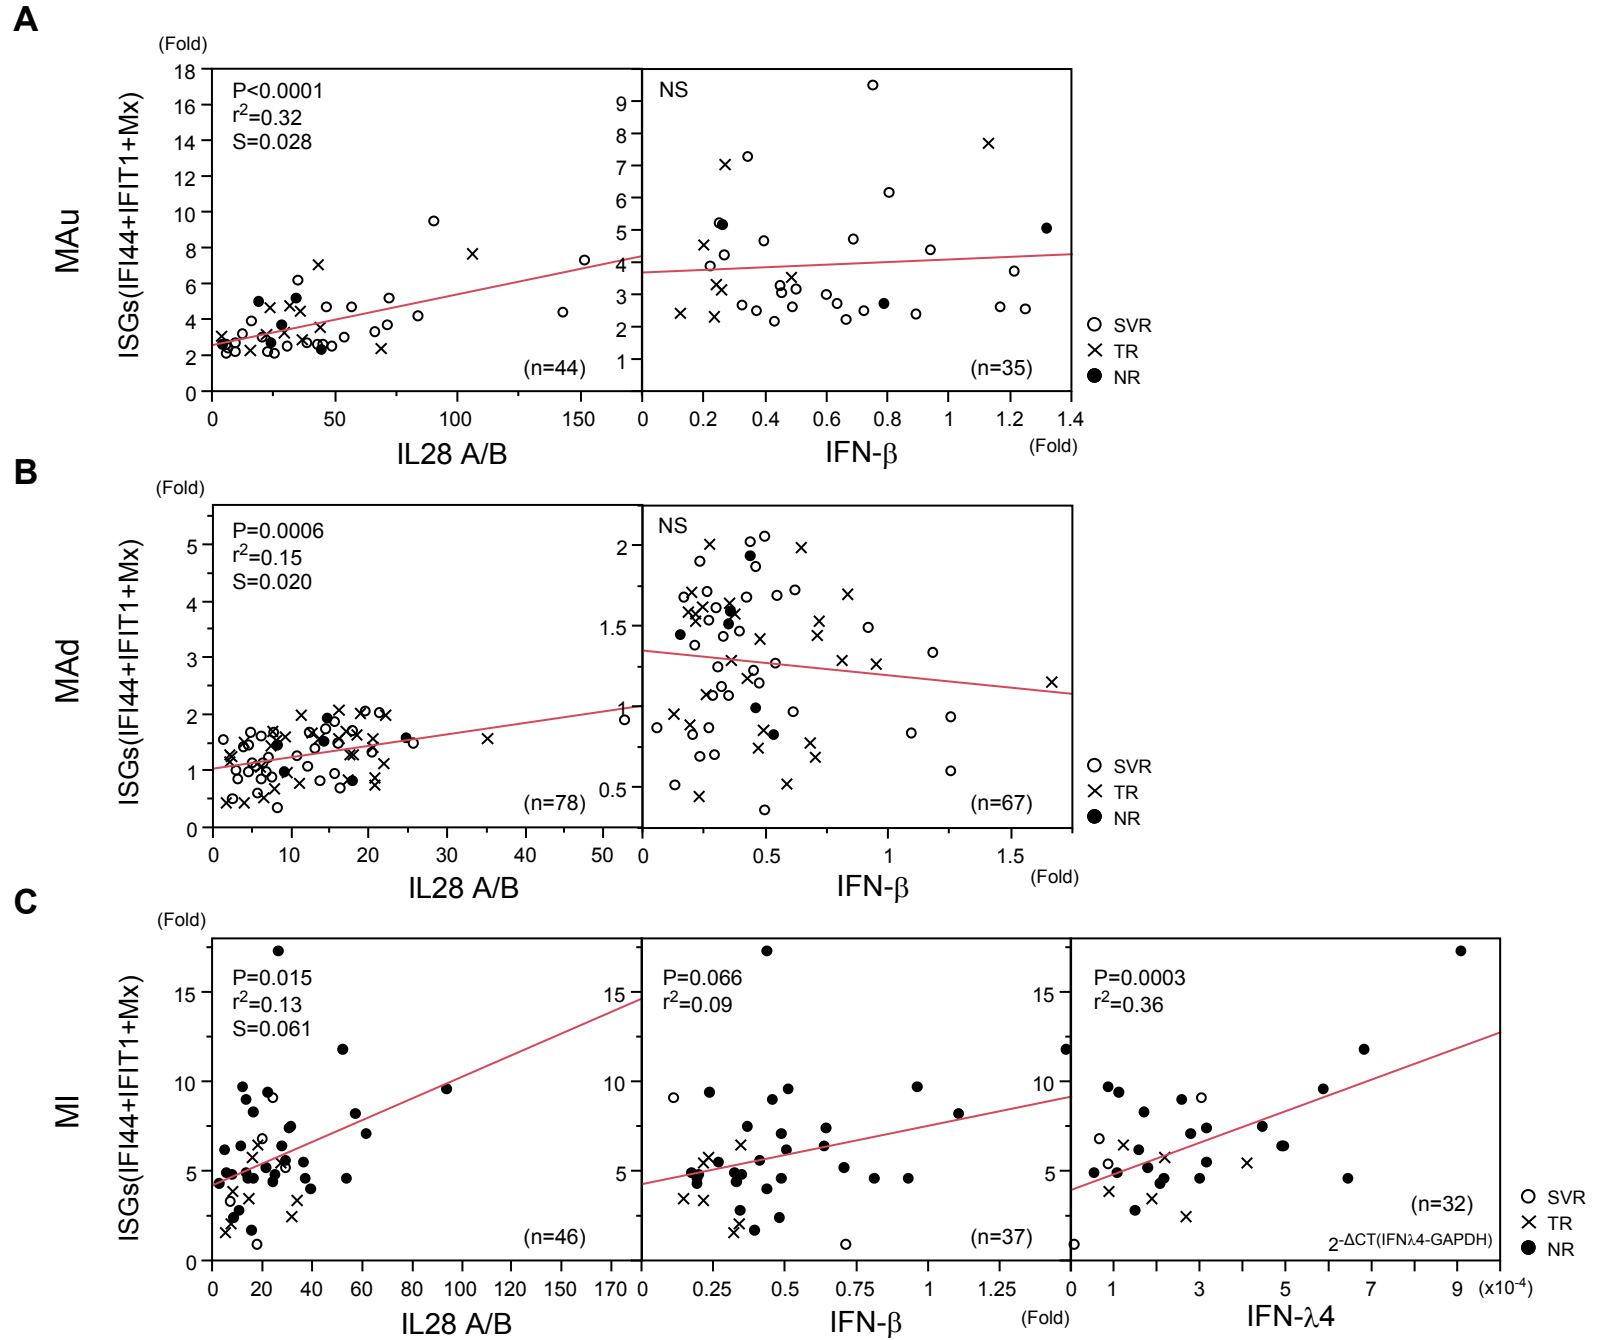 A
(Fold)
ISGs(IFI44+IFIT1+Mx)
MAu
18
16
14
12
10
8
6
4
2
0
P<0.0001
r²=0.32
S=0.028
(n=44)
0 50 100 150
IL28 A/B
NS
9
8
7
6
5
4
3
2
1
(n=35)
0 0.2 0.4 0.6 0.8 1 1.2 1.4
IFN-β
(Fold)
SVR
TR
NR
B
(Fold)
ISGs(IFI44+IFIT1+Mx)
MAd
5
4
3
2
1
0
P=0.0006
r²=0.15
S=0.020
(n=78)
0 10 20 30 40 50
IL28 A/B
NS
2
1.5
1
0.5
(n=67)
0 0.5 1 1.5
IFN-β
(Fold)
SVR
TR
NR
C
(Fold)
ISGs(IFI44+IFIT1+Mx)
MI
15
10
5
0
P=0.015
r²=0.13
S=0.061
(n=46)
0 20 40 60 80 100 120 150 170
IL28 A/B
P=0.066
r²=0.09
15
10
5
0
(n=37)
0 0.25 0.5 0.75 1 1.25
IFN-β
(Fold)
P=0.0003
r²=0.36
15
10
5
0
(n=32)
2-ΔCT(IFNλ4-GAPDH)
0 1 3 5 7 9 (x10-4)
IFN-λ4
SVR
TR
NR